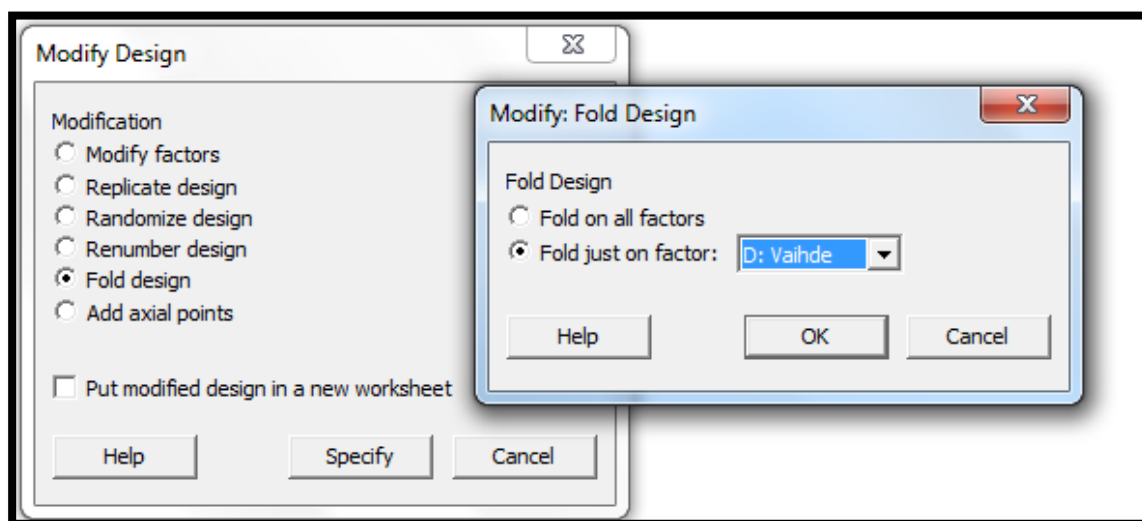 Modify Design
Modification
Modify factors
Replicate design
Randomize design
Renumber design
Fold design
Add axial points
Put modified design in a new worksheet
Help
Specify
Cancel
Modify: Fold Design
Fold Design
Fold on all factors
Fold just on factor: D: Vaihde
Help
OK
Cancel